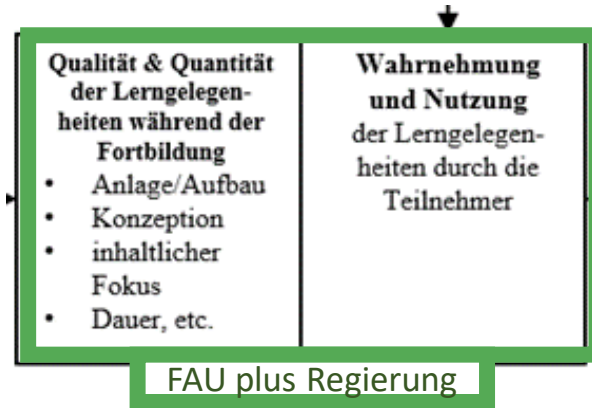 Qualität & Quantität
der Lerngelegen-
heiten während der
Fortbildung
• Anlage/Aufbau
• Konzeption
• inhaltlicher
Fokus
• Dauer, etc.
Wahrnehmung
und Nutzung
der Lerngelegen-
heiten durch die
Teilnehmer
FAU plus Regierung